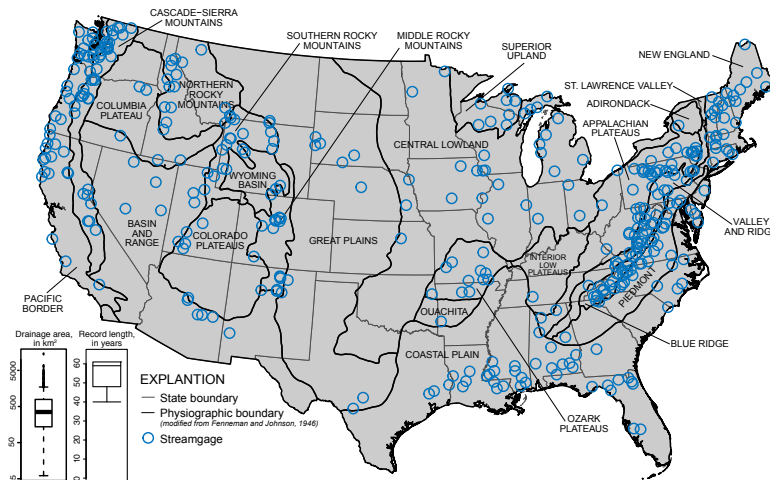 CASCADE−SIERRA
MOUNTAINS
SOUTHERN ROCKY
MOUNTAINS
MIDDLE ROCKY
MOUNTAINS
SUPERIOR
UPLAND
NEW ENGLAND
ST. LAWRENCE VALLEY
ADIRONDACK
APPALACHIAN
PLATEAUS
COLUMBIA
PLATEAU
NORTHERN
ROCKY
MOUNTAINS
CENTRAL LOWLAND
WYOMING
BASIN
BASIN
AND
RANGE
COLORADO
PLATEAUS
GREAT PLAINS
INTERIOR
LOW
PLATEAUS
VALLEY
AND RIDG
PIEDMONT
PACIFIC
BORDER
OUACHITA
BLUE RIDGE
COASTAL PLAIN
OZARK
PLATEAUS
Drainage area,
in km²
5000
500
50
5
Record length,
in years
60
50
40
30
20
10
0
EXPLANTION
State boundary
Physiographic boundary
(modified from Fenneman and Johnson, 1946)
Streamgage